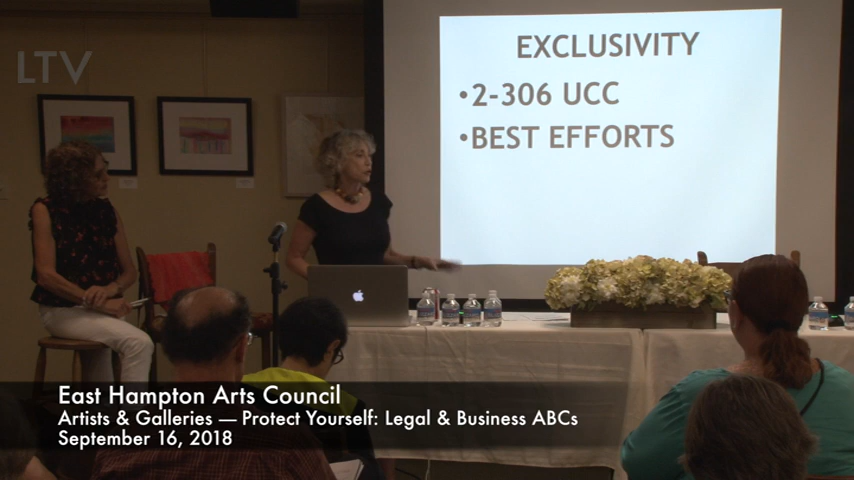 LTV
EXCLUSIVITY
•2-306 UCC
•BEST EFFORTS
East Hampton Arts Council
Artists & Galleries — Protect Yourself: Legal & Business ABCs
September 16, 2018